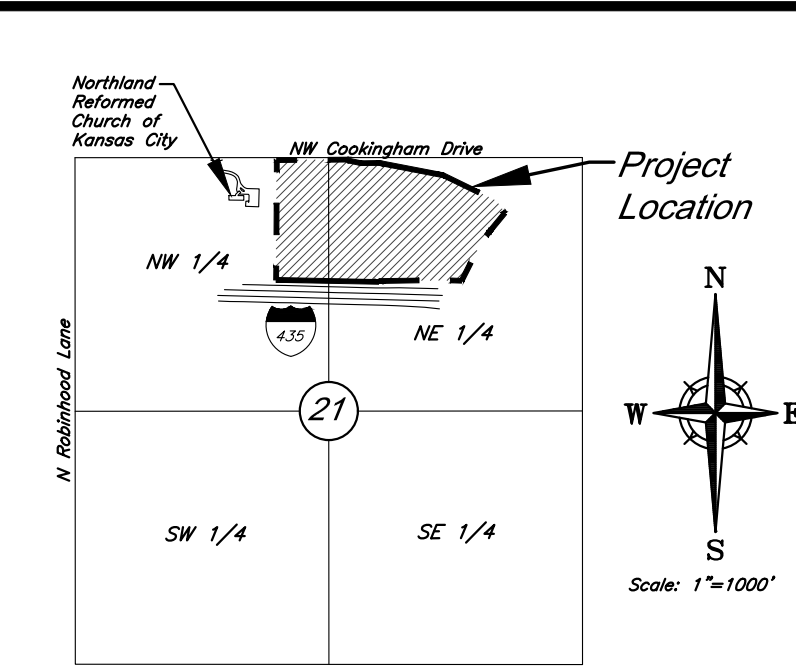 Northland
Reformed
Church of
Kansas City
NW Cookingham Drive
Project
Location
NW 1/4
N
435
NE 1/4
N Robinhood Lane
21
W
E
SW 1/4
SE 1/4
S
Scale: 1"=1000'